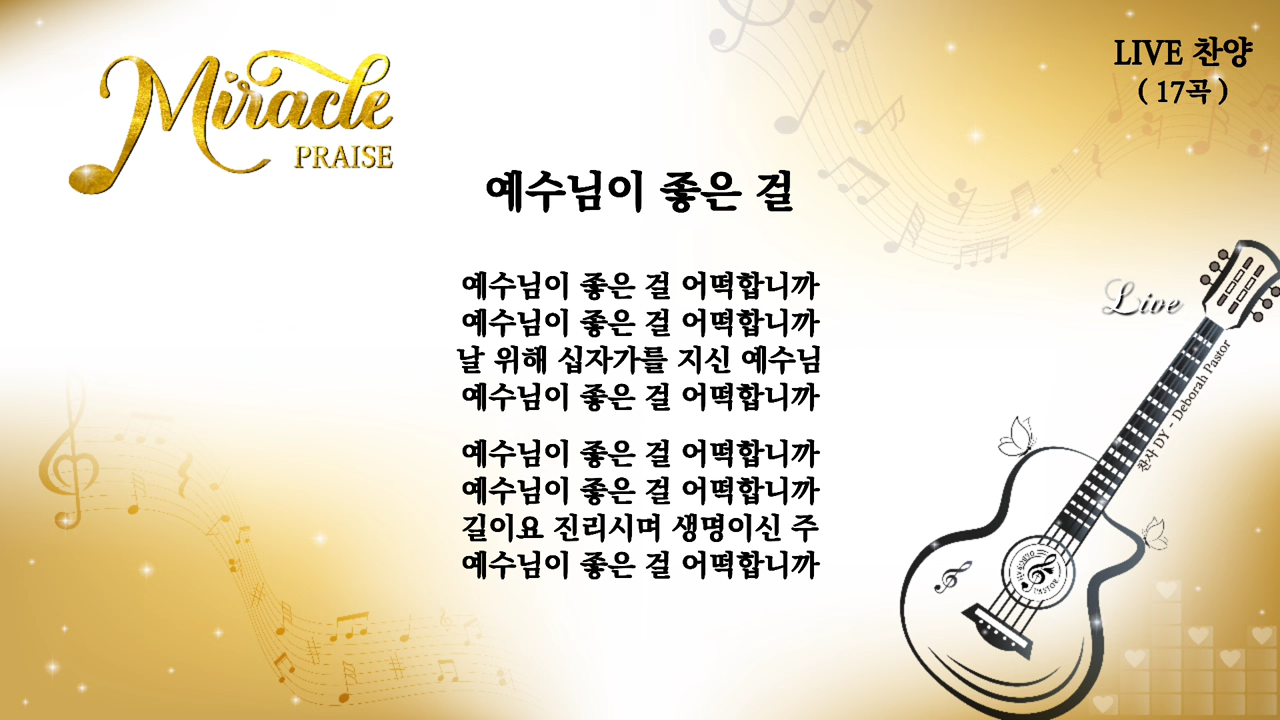 Miracle
PRAISE
LIVE 찬양
( 17곡 )
예수님이 좋은 걸
예수님이 좋은 걸 어떡합니까
예수님이 좋은 걸 어떡합니까
날 위해 십자가를 지신 예수님
예수님이 좋은 걸 어떡합니까
예수님이 좋은 걸 어떡합니까
예수님이 좋은 걸 어떡합니까
길이요 진리시며 생명이신 주
예수님이 좋은 걸 어떡합니까
Live
찬사 DY - Deborah Pastor